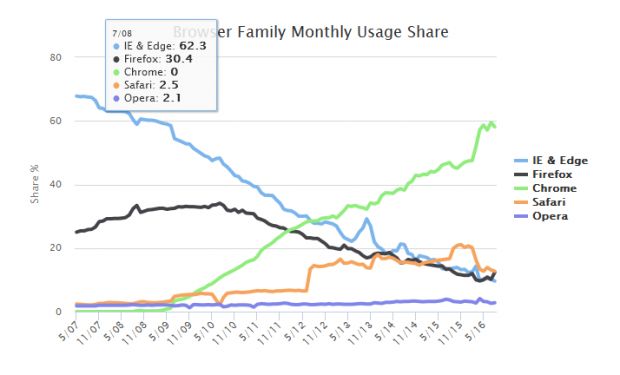 Browser Family Monthly Usage Share
7/08
IE & Edge: 62.3
Firefox: 30.4
Chrome: 0
Safari: 2.5
Opera: 2.1
Share %
80
60
40
20
0
5/07
11/07
5/08
11/08
5/09
11/09
5/10
11/10
5/11
11/11
5/12
11/12
5/13
11/13
5/14
11/14
5/15
11/15
5/16
IE & Edge
Firefox
Chrome
Safari
Opera